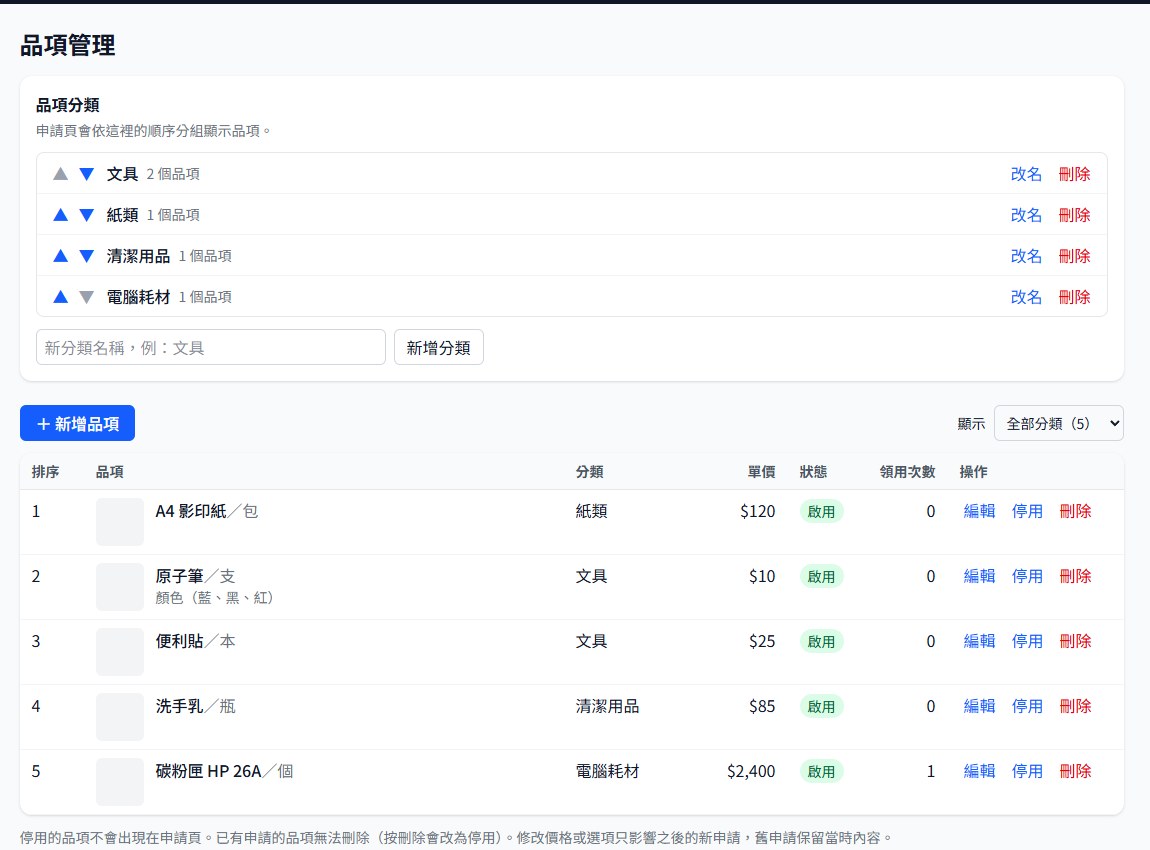 品項管理
品項分類
申請頁會依這裡的順序分組顯示品項。
▲ ▼ 文具 2 個品項 改名 刪除
▲ ▼ 紙類 1 個品項 改名 刪除
▲ ▼ 清潔用品 1 個品項 改名 刪除
▲ ▼ 電腦耗材 1 個品項 改名 刪除
新分類名稱，例：文具 新增分類
＋新增品項 顯示 全部分類（5）
排序 品項 分類 單價 狀態 領用次數 操作
1 A4 影印紙／包 紙類 $120 啟用 0 編輯 停用 刪除
2 原子筆／支 文具 $10 啟用 0 編輯 停用 刪除
顏色（藍、黑、紅）
3 便利貼／本 文具 $25 啟用 0 編輯 停用 刪除
4 洗手乳／瓶 清潔用品 $85 啟用 0 編輯 停用 刪除
5 碳粉匣 HP 26A／個 電腦耗材 $2,400 啟用 1 編輯 停用 刪除
停用的品項不會出現在申請頁。已有申請的品項無法刪除（按刪除會改為停用）。修改價格或選項只影響之後的新申請，舊申請保留當時內容。